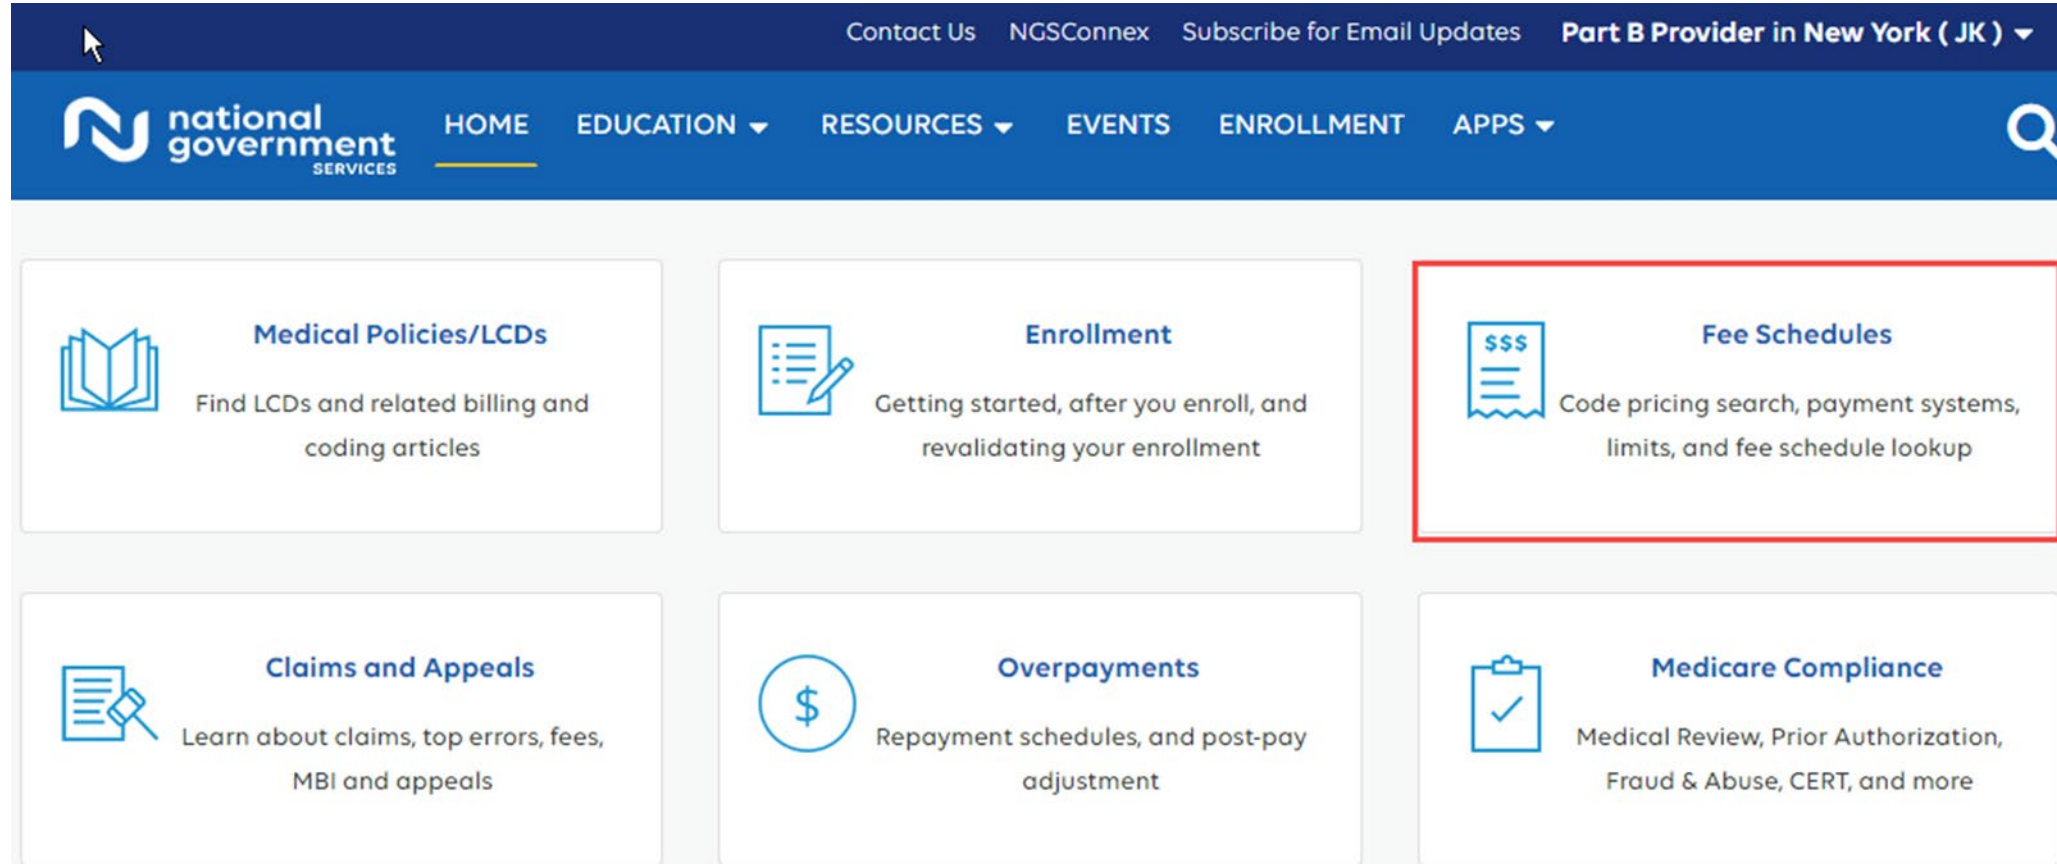 Contact Us NGSConnex Subscribe for Email Updates Part B Provider in New York ( JK )
national
government
SERVICES
HOME EDUCATION RESOURCES EVENTS ENROLLMENT APPS
Medical Policies/LCDs
Find LCDs and related billing and
coding articles
Enrollment
Getting started, after you enroll, and
revalidating your enrollment
$$$
Fee Schedules
Code pricing search, payment systems,
limits, and fee schedule lookup
Claims and Appeals
Learn about claims, top errors, fees,
MBI and appeals
$
Overpayments
Repayment schedules, and post-pay
adjustment
Medicare Compliance
Medical Review, Prior Authorization,
Fraud & Abuse, CERT, and more